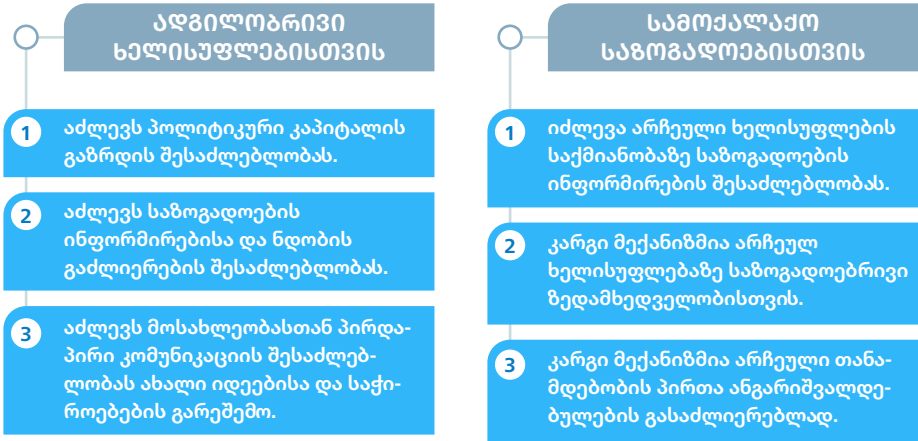 ადგილობრივი
ხელისუფლებისთვის
1
აძლევს პოლიტიკური კაპიტალის
გაზრდის შესაძლებლობას.
2
აძლევს საზოგადოების
ინფორმირებისა და ნდობის
გაძლიერების შესაძლებლობას.
3
აძლევს მოსახლეობასთან პირდა-
პირი კომუნიკაციის შესაძლებ-
ლობას ახალი იდეებისა და საჭი-
როებების გარეშემო.
სამოქალაქო
საზოგადოებისთვის
1
იძლევა არჩეული ხელისუფლების
საქმიანობაზე საზოგადოების
ინფორმირების შესაძლებლობას.
2
კარგი მექანიზმია არჩეულ
ხელისუფლებაზე საზოგადოებრივი
ზედამხედველობისთვის.
3
კარგი მექანიზმია არჩეული თანა-
მდებობის პირთა ანგარიშვალდე-
ბულების გასაძლიერებლად.